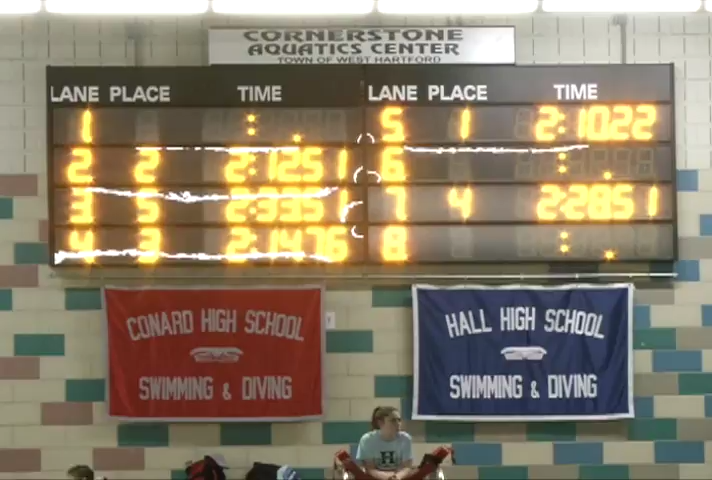 CORNERSTONE
AQUATICS CENTER
TOWN OF WEST HARTFORD
LANE PLACE TIME LANE PLACE TIME
1 : . 5 1 2:10.22
2 2 2:12.51 6 : .
3 5 2:33.51 7 4 2:28.51
4 3 2:14.76 8 : .
CONARD HIGH SCHOOL
SWIMMING & DIVING
HALL HIGH SCHOOL
SWIMMING & DIVING
H